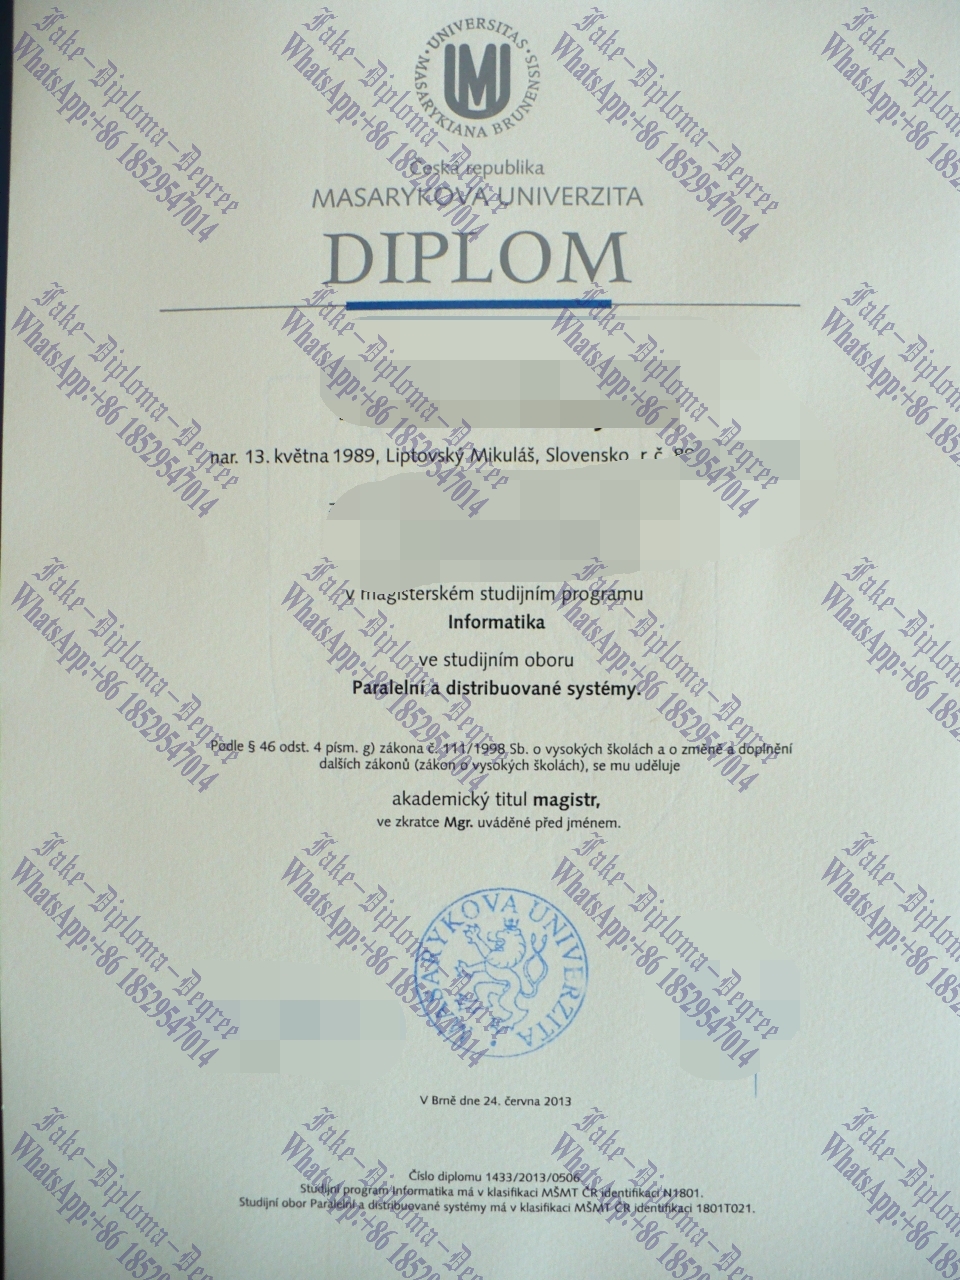 UNIVERSITAS MASARYKIANA BRUNENSIS
Česká republika
MASARYKOVA UNIVERZITA
DIPLOM
nar. 13. května 1989, Liptovský Mikuláš, Slovensko, r. č.
v magisterském studijním programu
Informatika
ve studijním oboru
Paralelní a distribuované systémy.
Podle § 46 odst. 4 písm. g) zákona č. 111/1998 Sb. o vysokých školách a o změně a doplnění
dalších zákonů (zákon o vysokých školách), se mu uděluje
akademický titul magistr,
ve zkratce Mgr. uváděné před jménem.
MASARYKOVA UNIVERZITA
V Brně dne 24. června 2013
Číslo diplomu 1433/2013/0506.
Studijní program Informatika má v klasifikaci MŠMT ČR identifikaci N1801.
Studijní obor Paralelní a distribuované systémy má v klasifikaci MŠMT ČR identifikaci 1801T021.
Fake-Diploma-Degree
WhatsApp:+86 18529547014